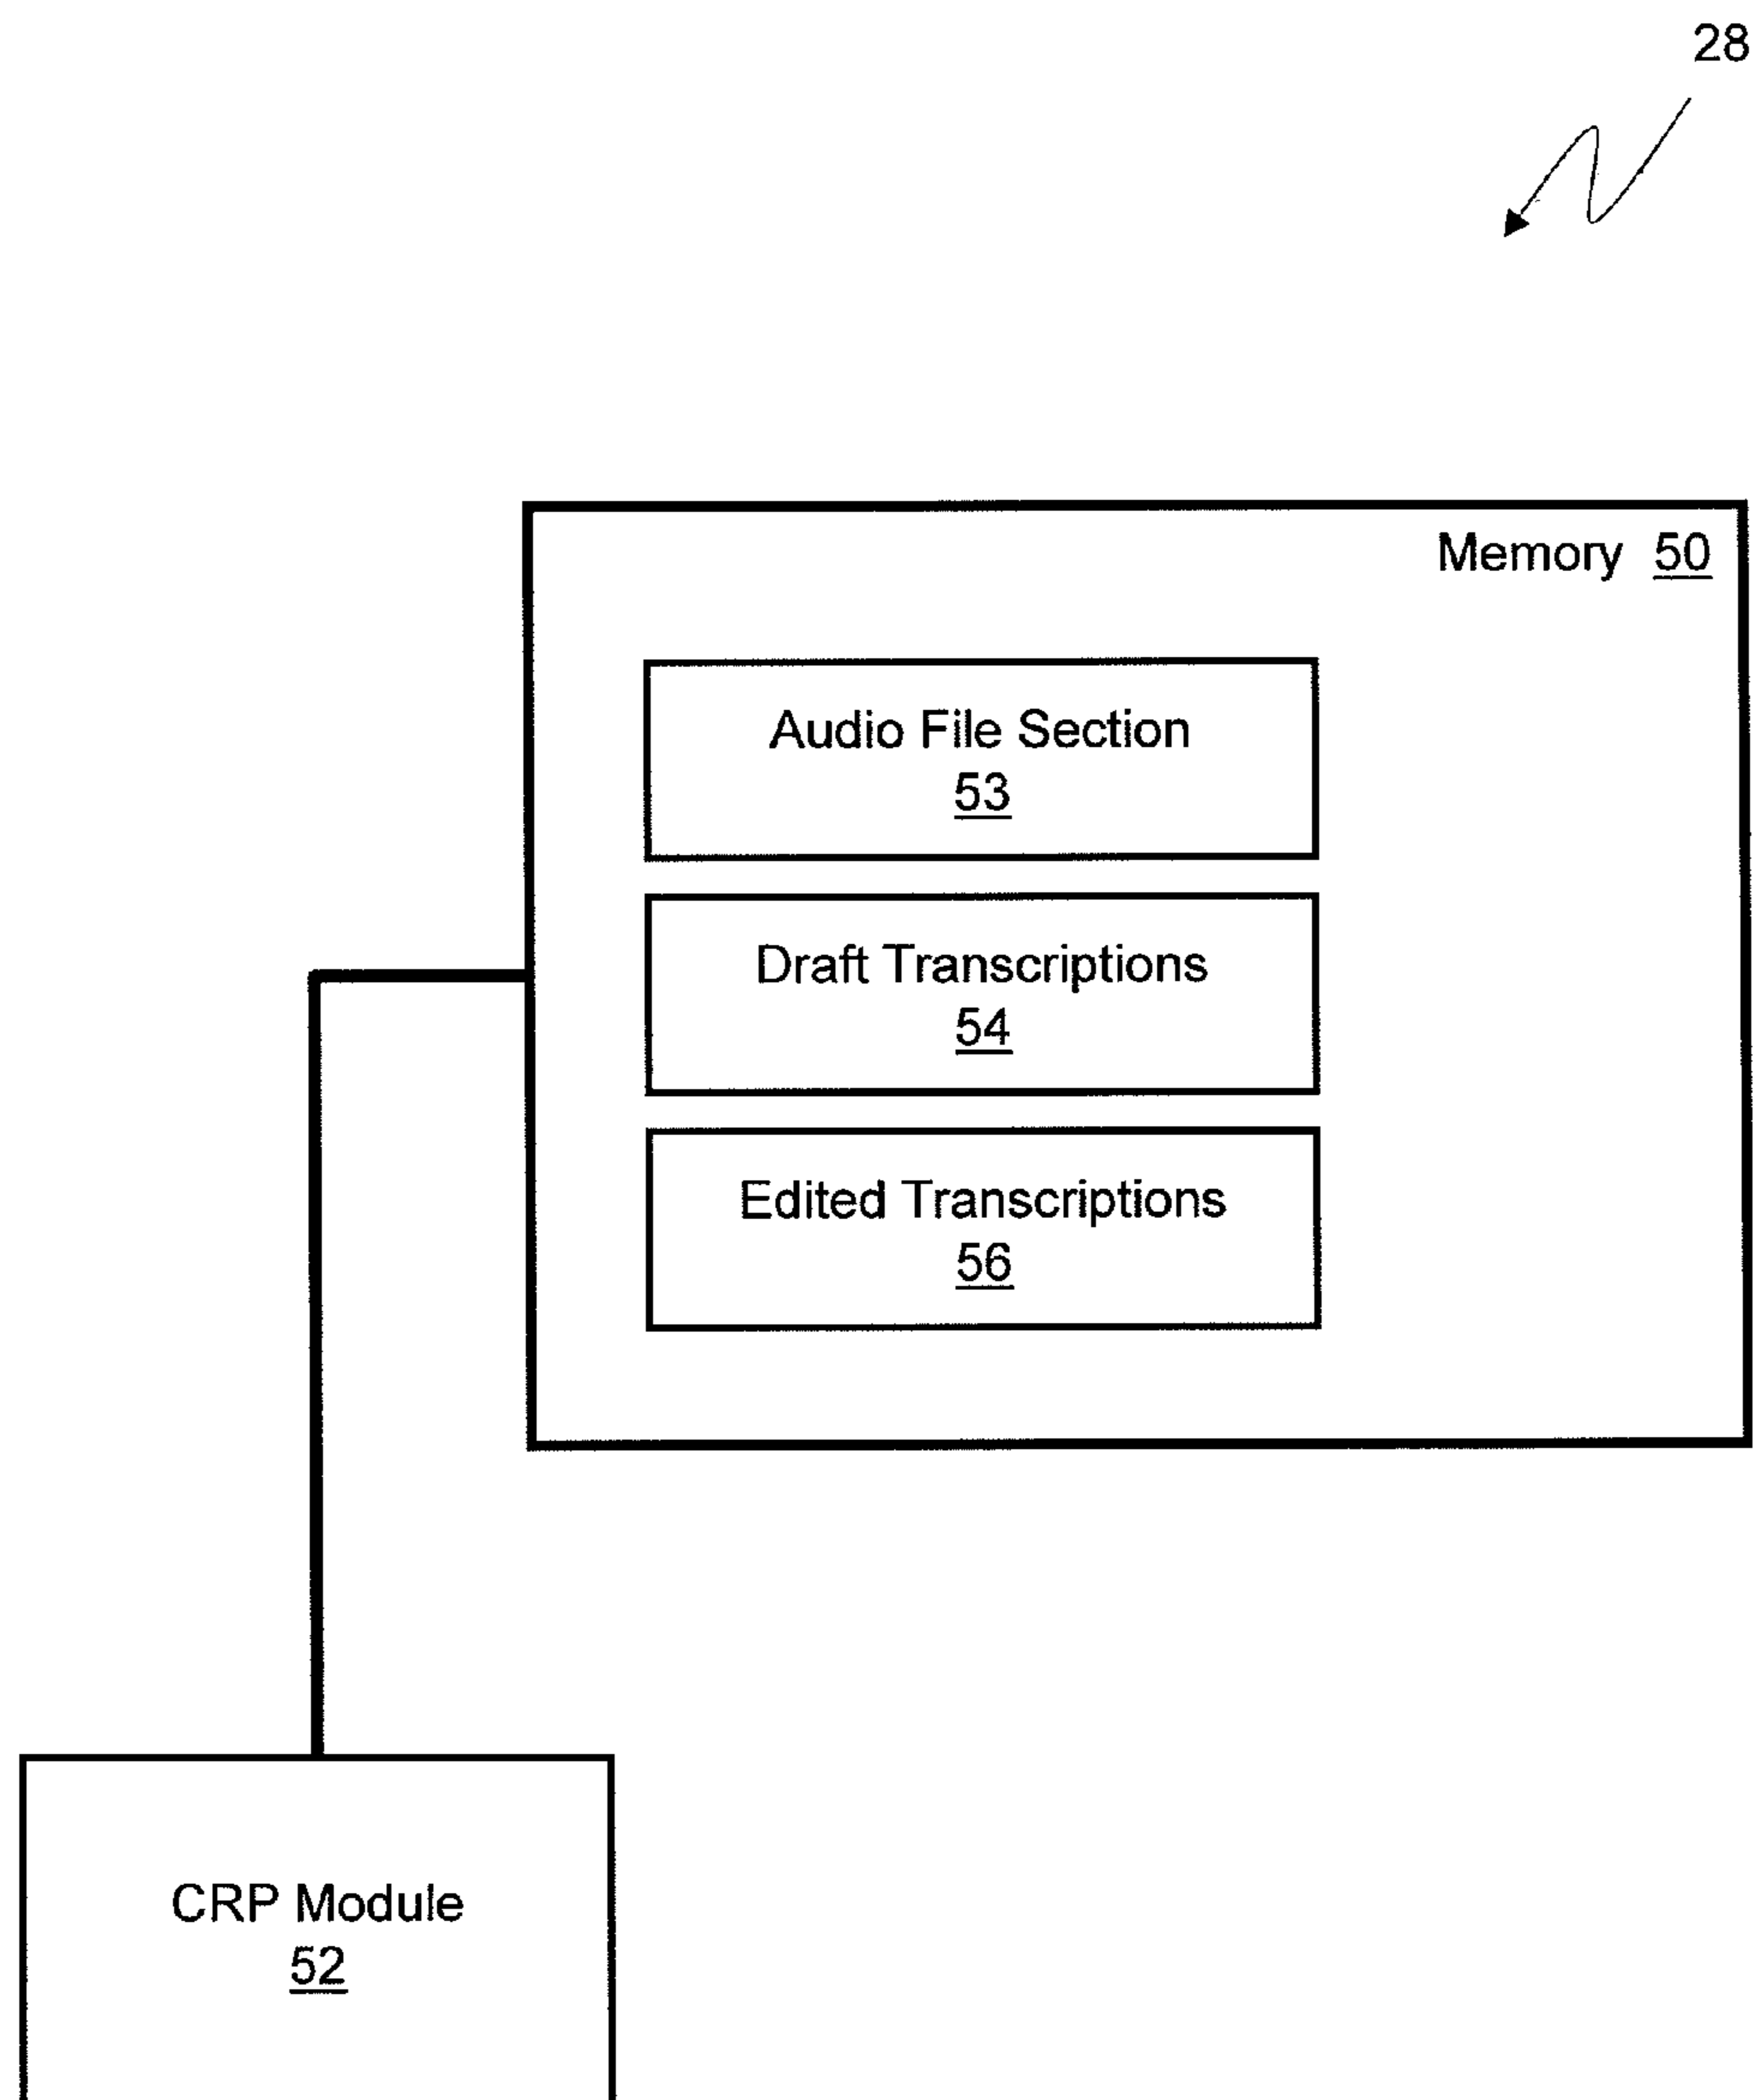 28
Memory 50
Audio File Section
53
Draft Transcriptions
54
Edited Transcriptions
56
CRP Module
52